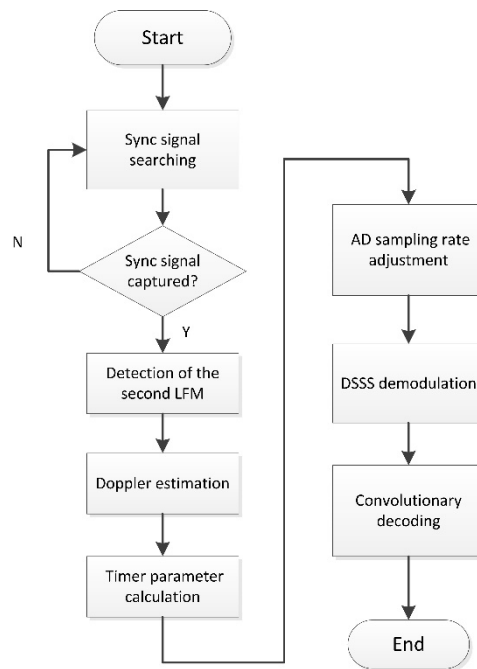 Start
Sync signal
searching
N
Sync signal
captured?
Y
Detection of the
second LFM
Doppler estimation
Timer parameter
calculation
AD sampling rate
adjustment
DSSS demodulation
Convolutionary
decoding
End